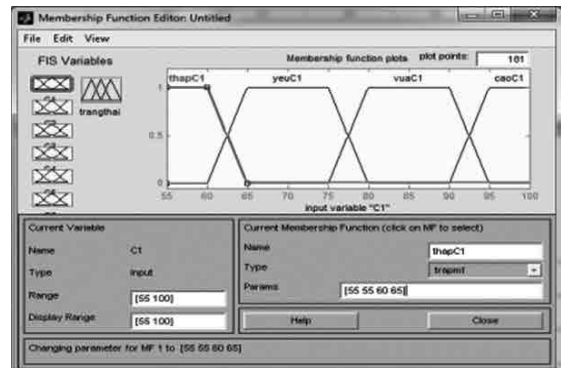 Membership Function Editor: Untitled
File Edit View
FIS Variables
trangthai
Membership function plots
plot points:
181
thapC1 yeuC1 vuaC1 caoC1
1
0.5
0
55 60 65 70 75 80 85 90 95 100
input variable "C1"
Current Variable
Name C1
Type input
Range [55 100]
Display Range [55 100]
Current Membership Function (click on MF to select)
Name thapC1
Type trapmf
Params [55 55 60 65]
Help Close
Changing parameter for MF 1 to [55 55 60 65]